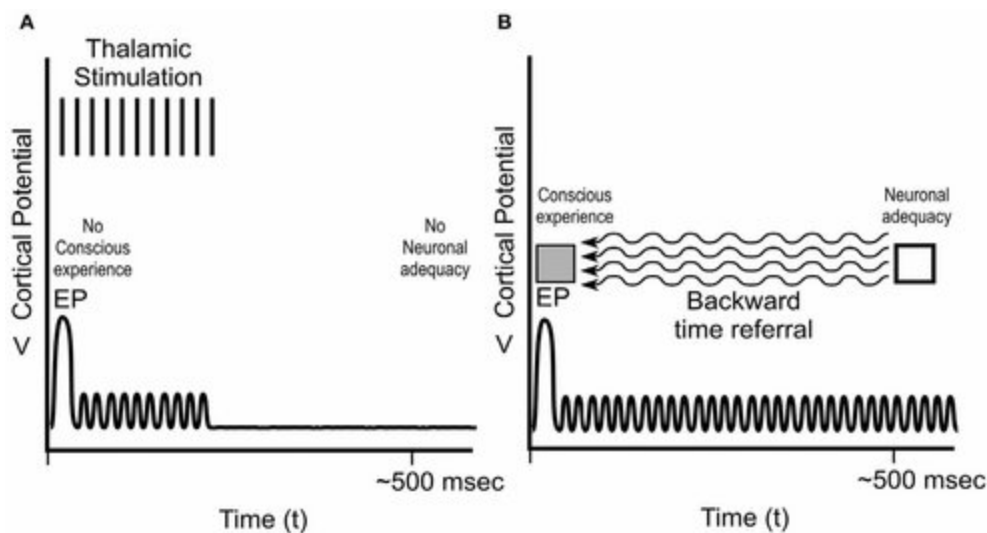 A
Thalamic
Stimulation
< Cortical Potential
No
Conscious
experience
No
Neuronal
adequacy
EP
~500 msec
Time (t)
B
< Cortical Potential
Conscious
experience
Neuronal
adequacy
EP
Backward
time referral
~500 msec
Time (t)